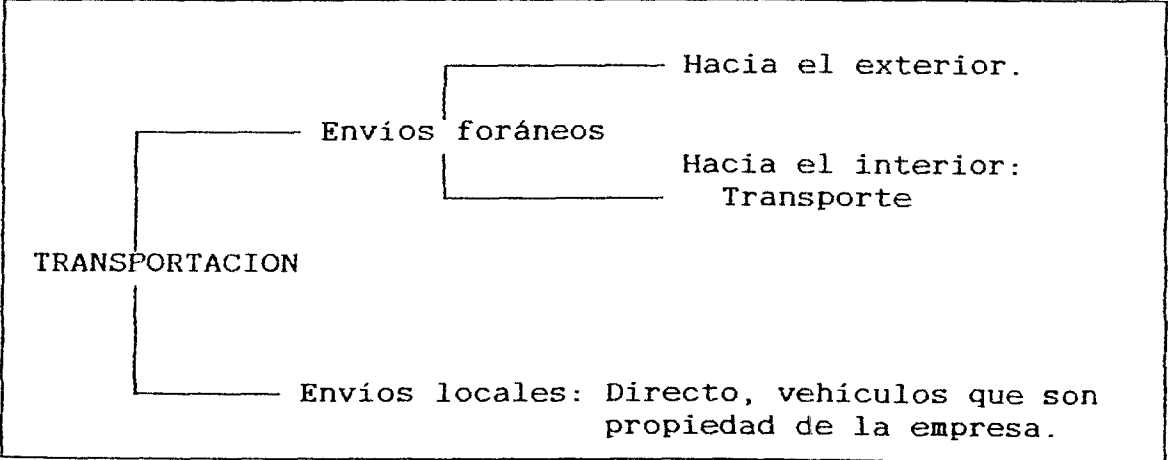 Hacia el exterior.
Envíos foráneos
Hacia el interior:
Transporte
TRANSPORTACION
Envíos locales: Directo, vehículos que son
propiedad de la empresa.